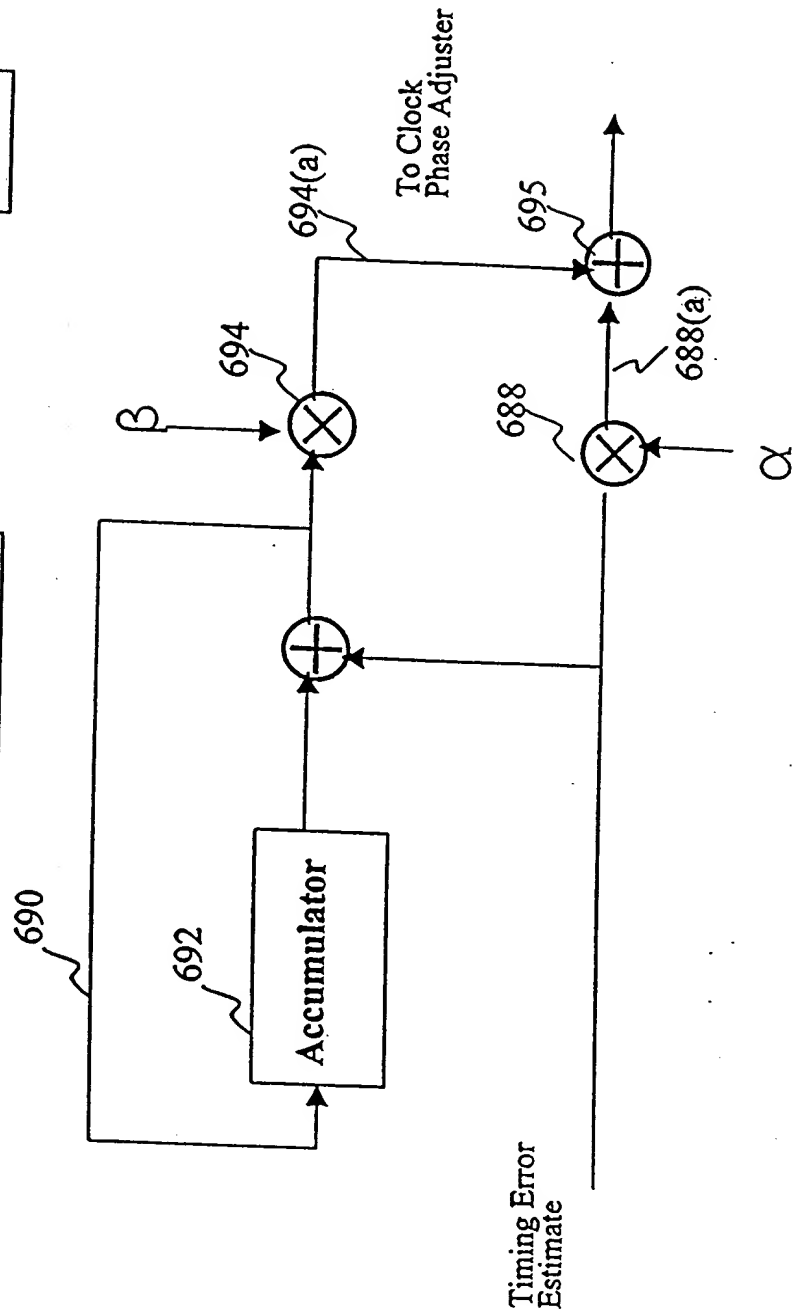 690
692
Accumulator
β
694
694(a)
To Clock
Phase Adjuster
695
688
688(a)
α
Timing Error
Estimate